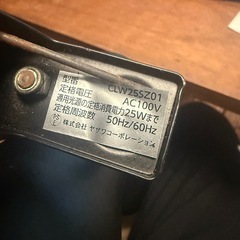 型番 CLW25SZ01
定格電圧 AC100V
適用光源の定格消費電力25Wまで
定格周波数 50Hz/60Hz
株式会社 ヤザワコーポレーション